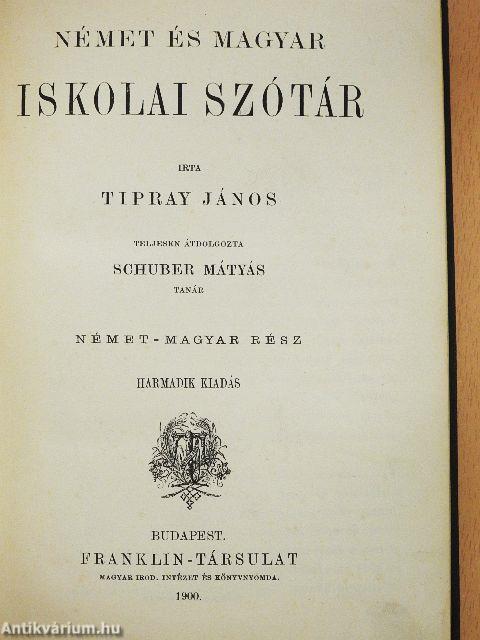 NÉMET ÉS MAGYAR
ISKOLAI SZÓTÁR
IRTA
TIPRAY JÁNOS
TELJESEN ÁTDOLGOZTA
SCHUBER MÁTYÁS
TANÁR
NÉMET-MAGYAR RÉSZ
HARMADIK KIADÁS
BUDAPEST.
FRANKLIN-TÁRSULAT
MAGYAR IROD. INTÉZET ÉS KÖNYVNYOMDA.
1900.
Antikvárium.hu